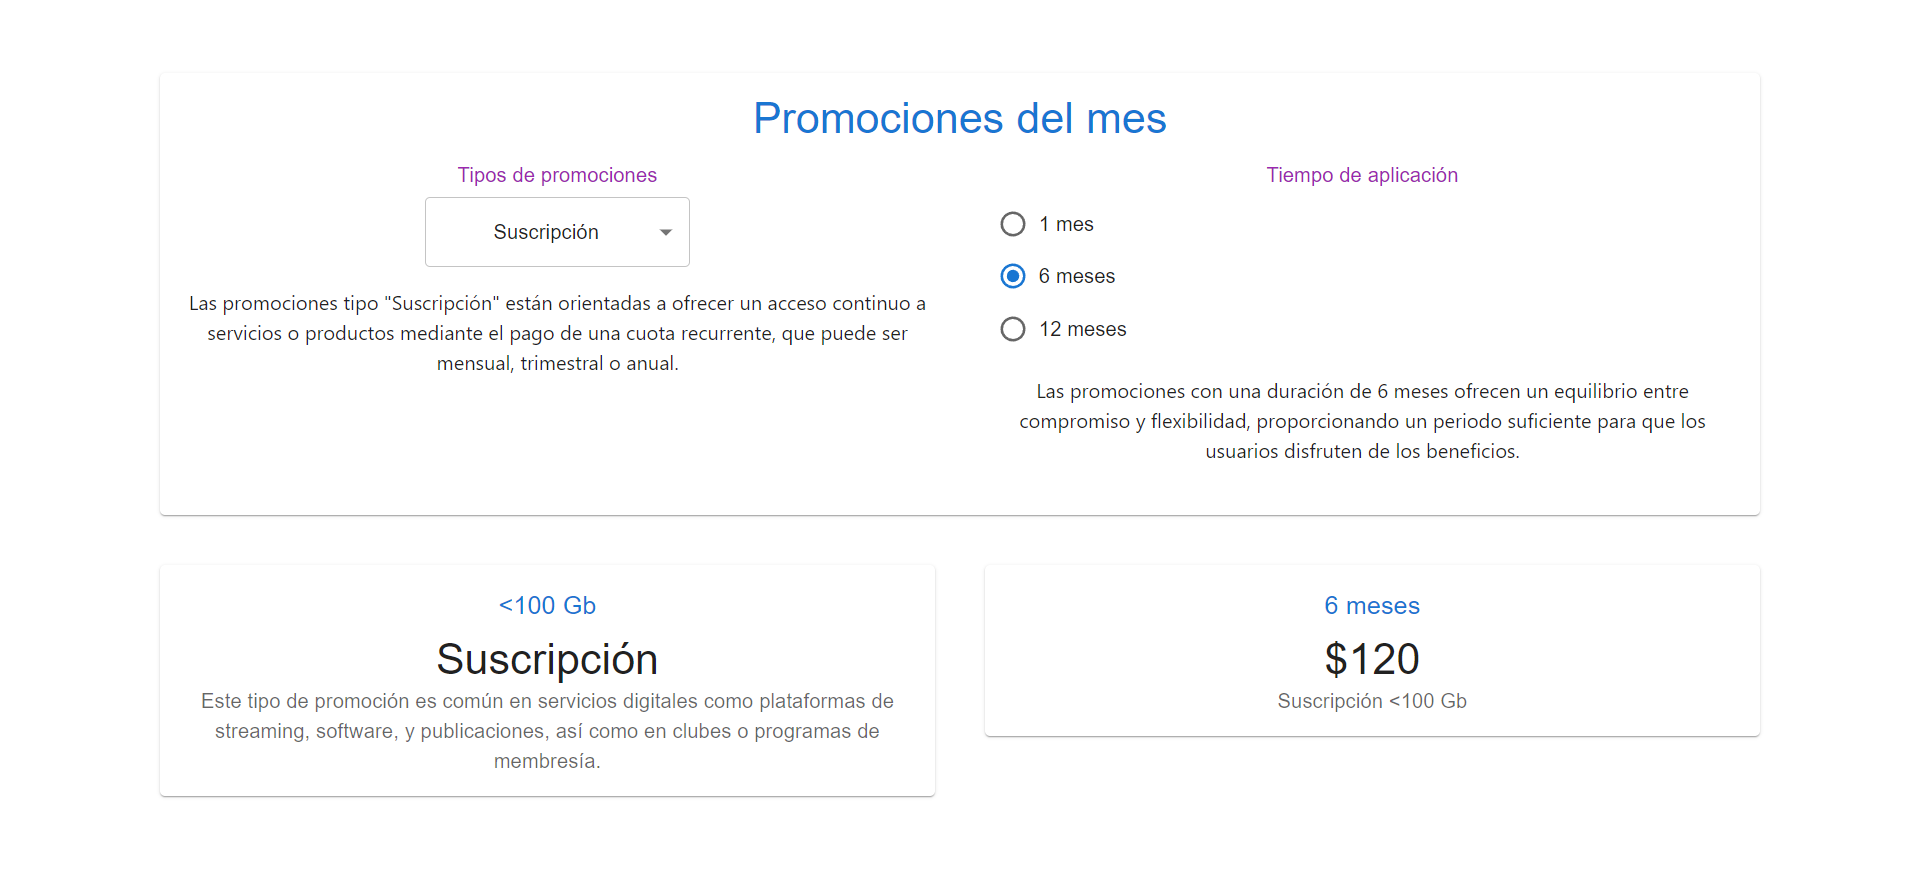 Promociones del mes
Tipos de promociones
Suscripción
Las promociones tipo "Suscripción" están orientadas a ofrecer un acceso continuo a
servicios o productos mediante el pago de una cuota recurrente, que puede ser
mensual, trimestral o anual.
Tiempo de aplicación
1 mes
6 meses
12 meses
Las promociones con una duración de 6 meses ofrecen un equilibrio entre
compromiso y flexibilidad, proporcionando un periodo suficiente para que los
usuarios disfruten de los beneficios.
<100 Gb
Suscripción
Este tipo de promoción es común en servicios digitales como plataformas de
streaming, software, y publicaciones, así como en clubes o programas de
membresía.
6 meses
$120
Suscripción <100 Gb